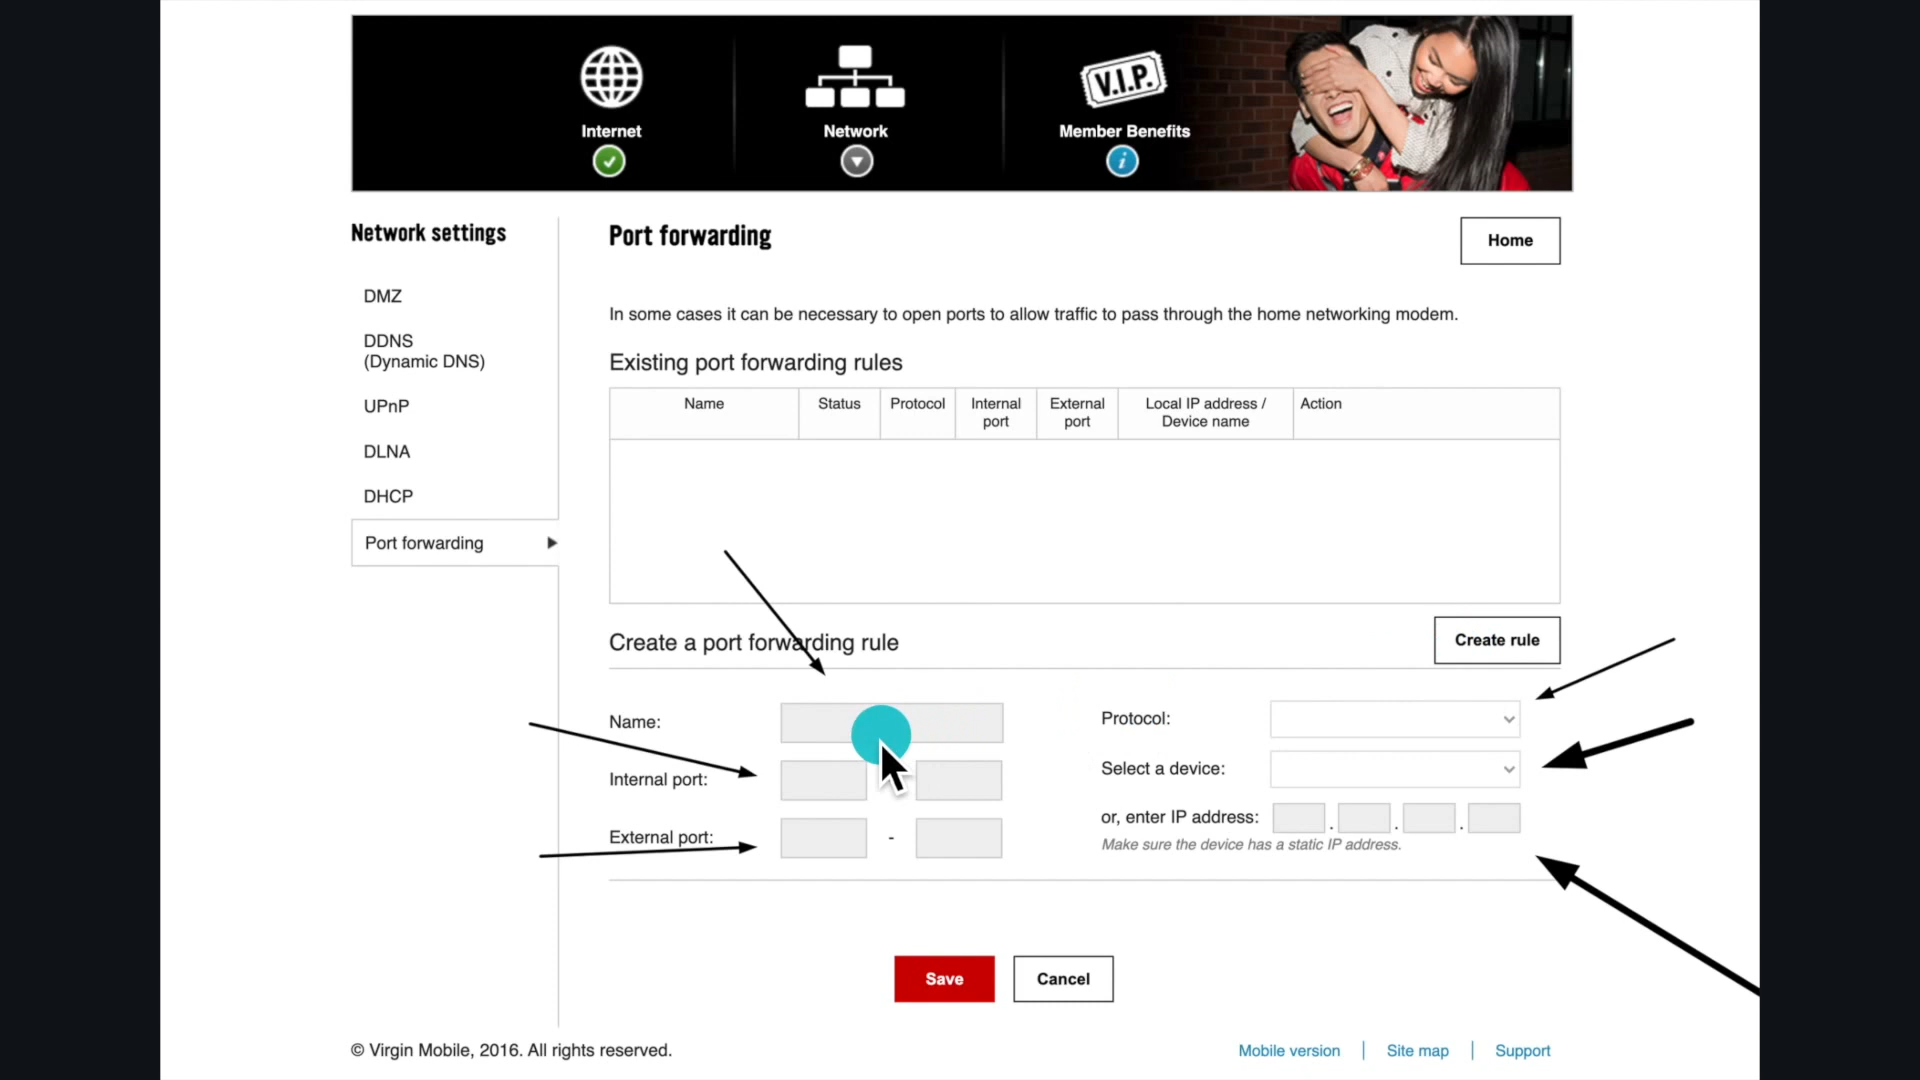 Internet
Network
V.I.P.
Member Benefits
i
Network settings
DMZ
DDNS
(Dynamic DNS)
UPnP
DLNA
DHCP
Port forwarding
Port forwarding
Home
In some cases it can be necessary to open ports to allow traffic to pass through the home networking modem.
Existing port forwarding rules
Name Status Protocol Internal port External port Local IP address / Device name Action
Create a port forwarding rule
Create rule
Name:
Internal port:
External port: -
Protocol:
Select a device:
or, enter IP address: . . .
Make sure the device has a static IP address.
Save
Cancel
© Virgin Mobile, 2016. All rights reserved.
Mobile version | Site map | Support